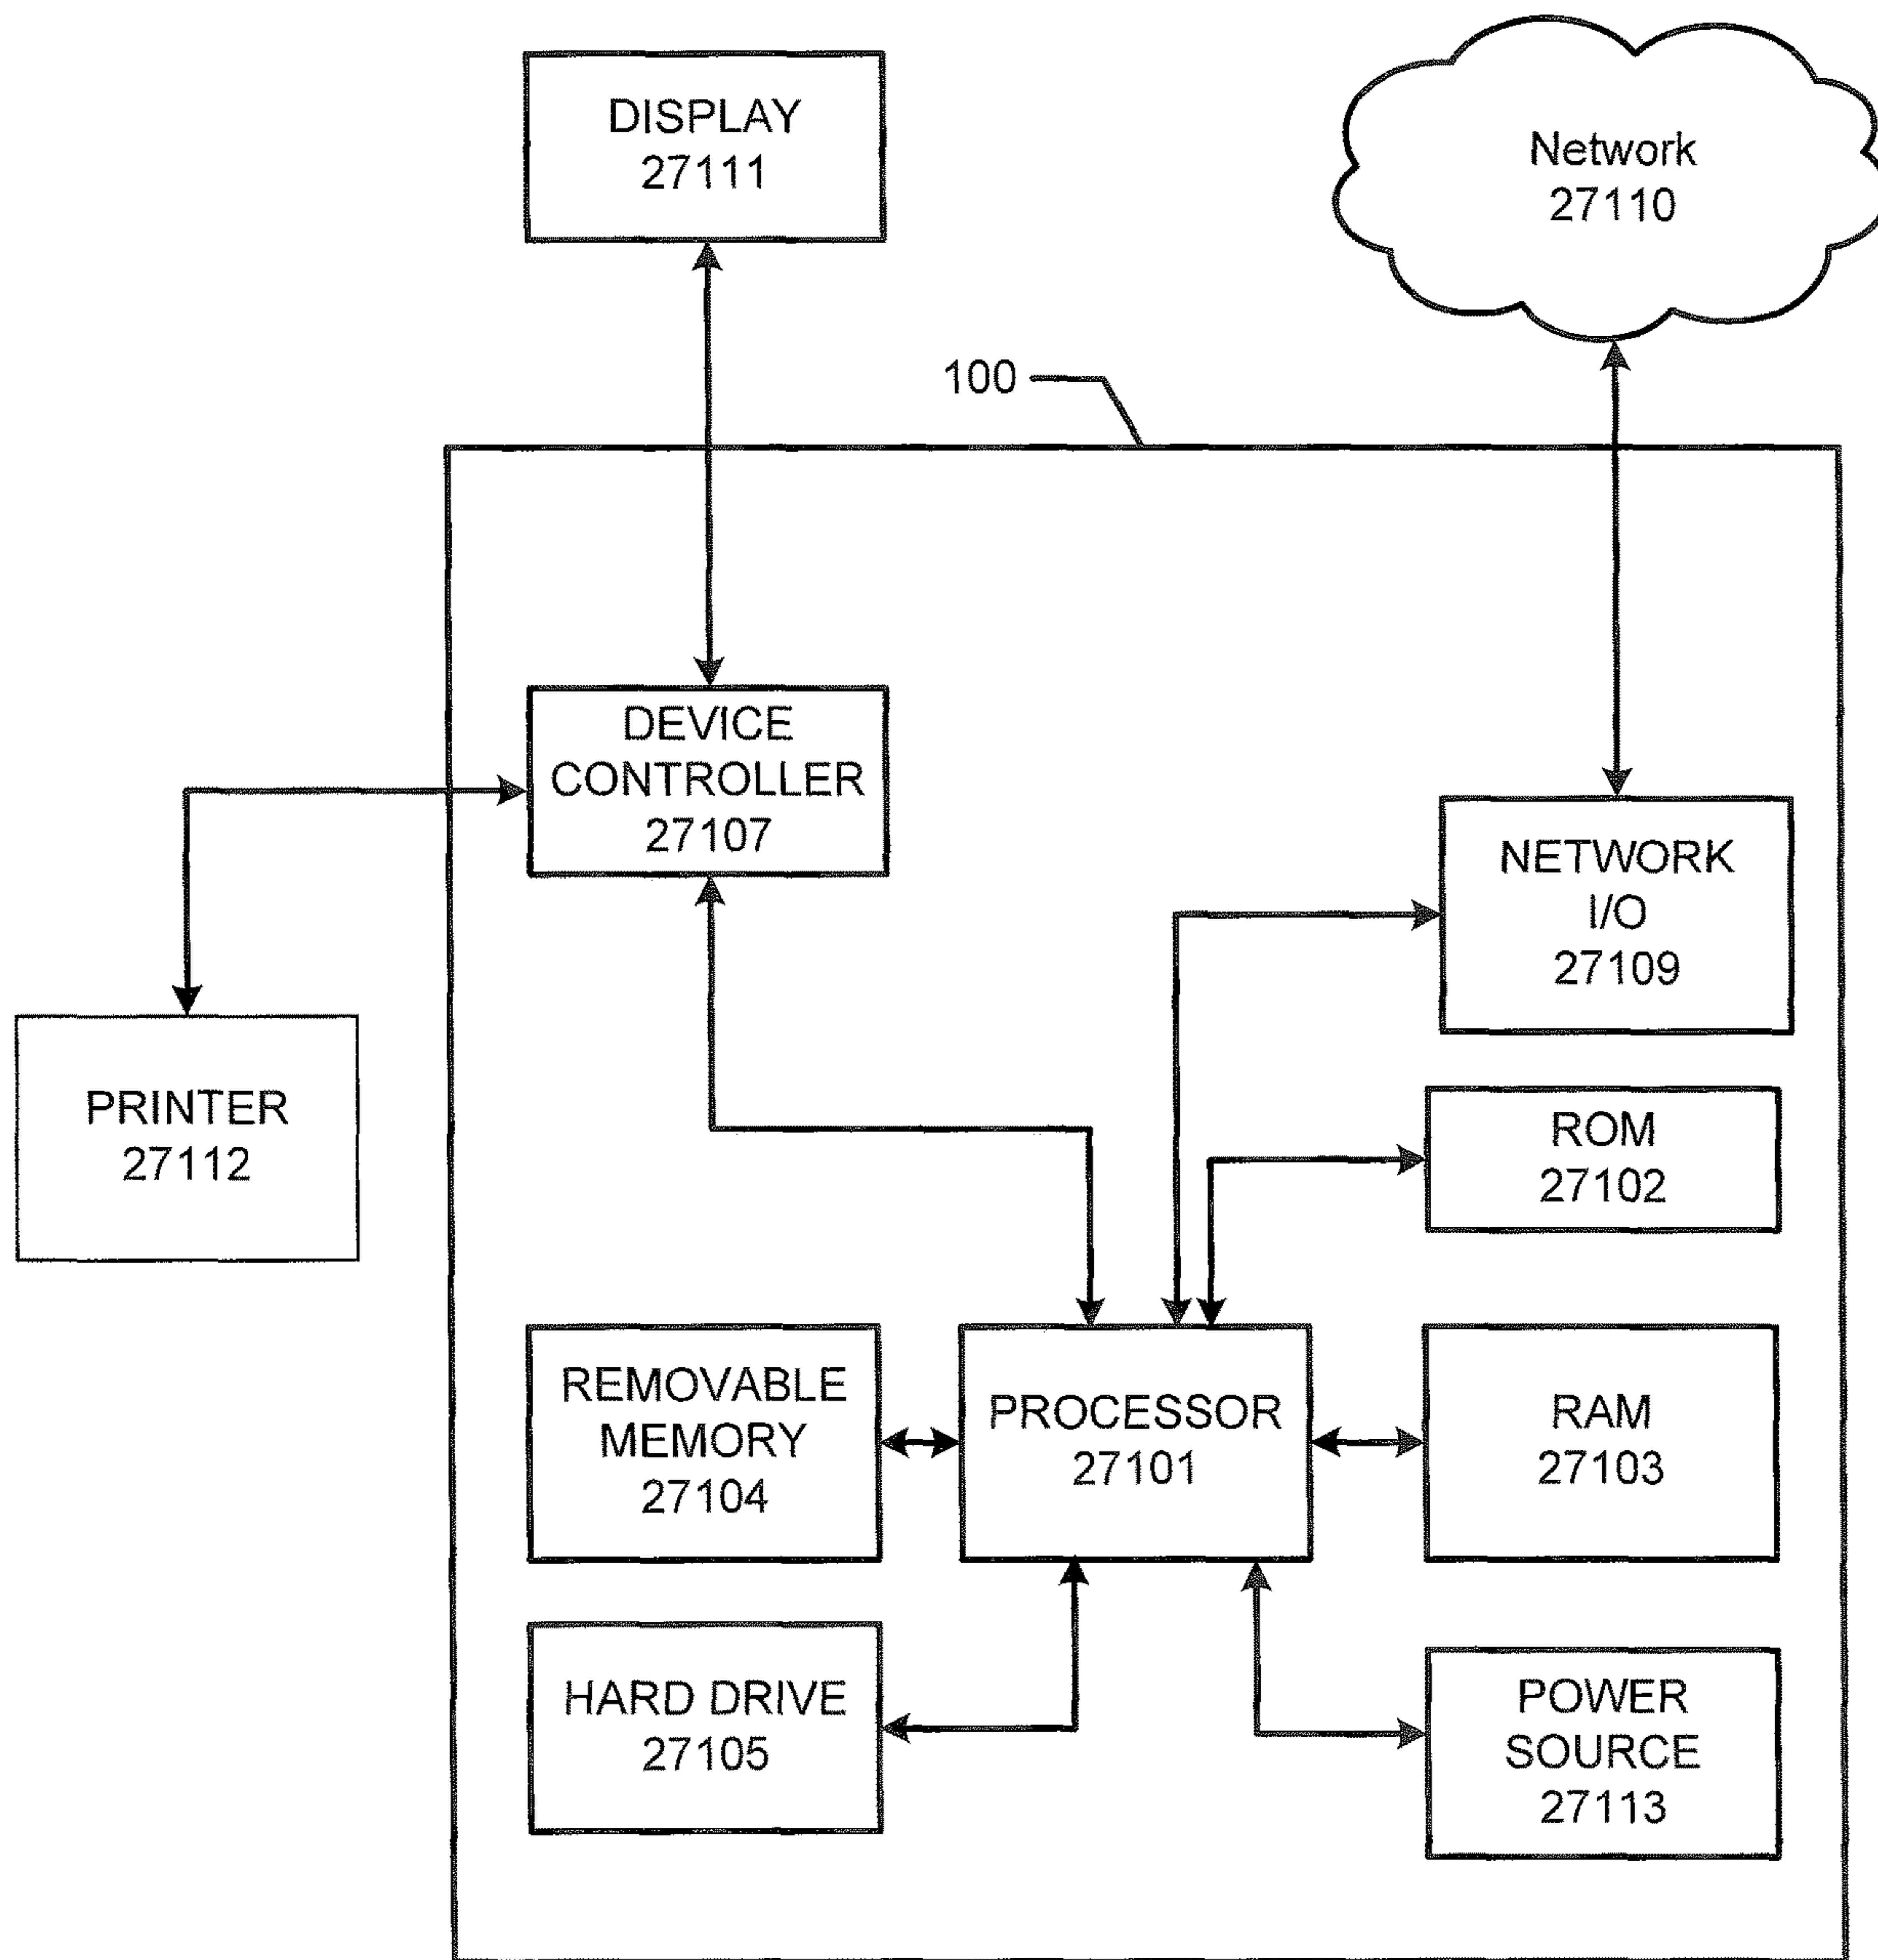 DISPLAY
27111
Network
27110
100
DEVICE
CONTROLLER
27107
NETWORK
I/O
27109
PRINTER
27112
ROM
27102
REMOVABLE
MEMORY
27104
PROCESSOR
27101
RAM
27103
HARD DRIVE
27105
POWER
SOURCE
27113